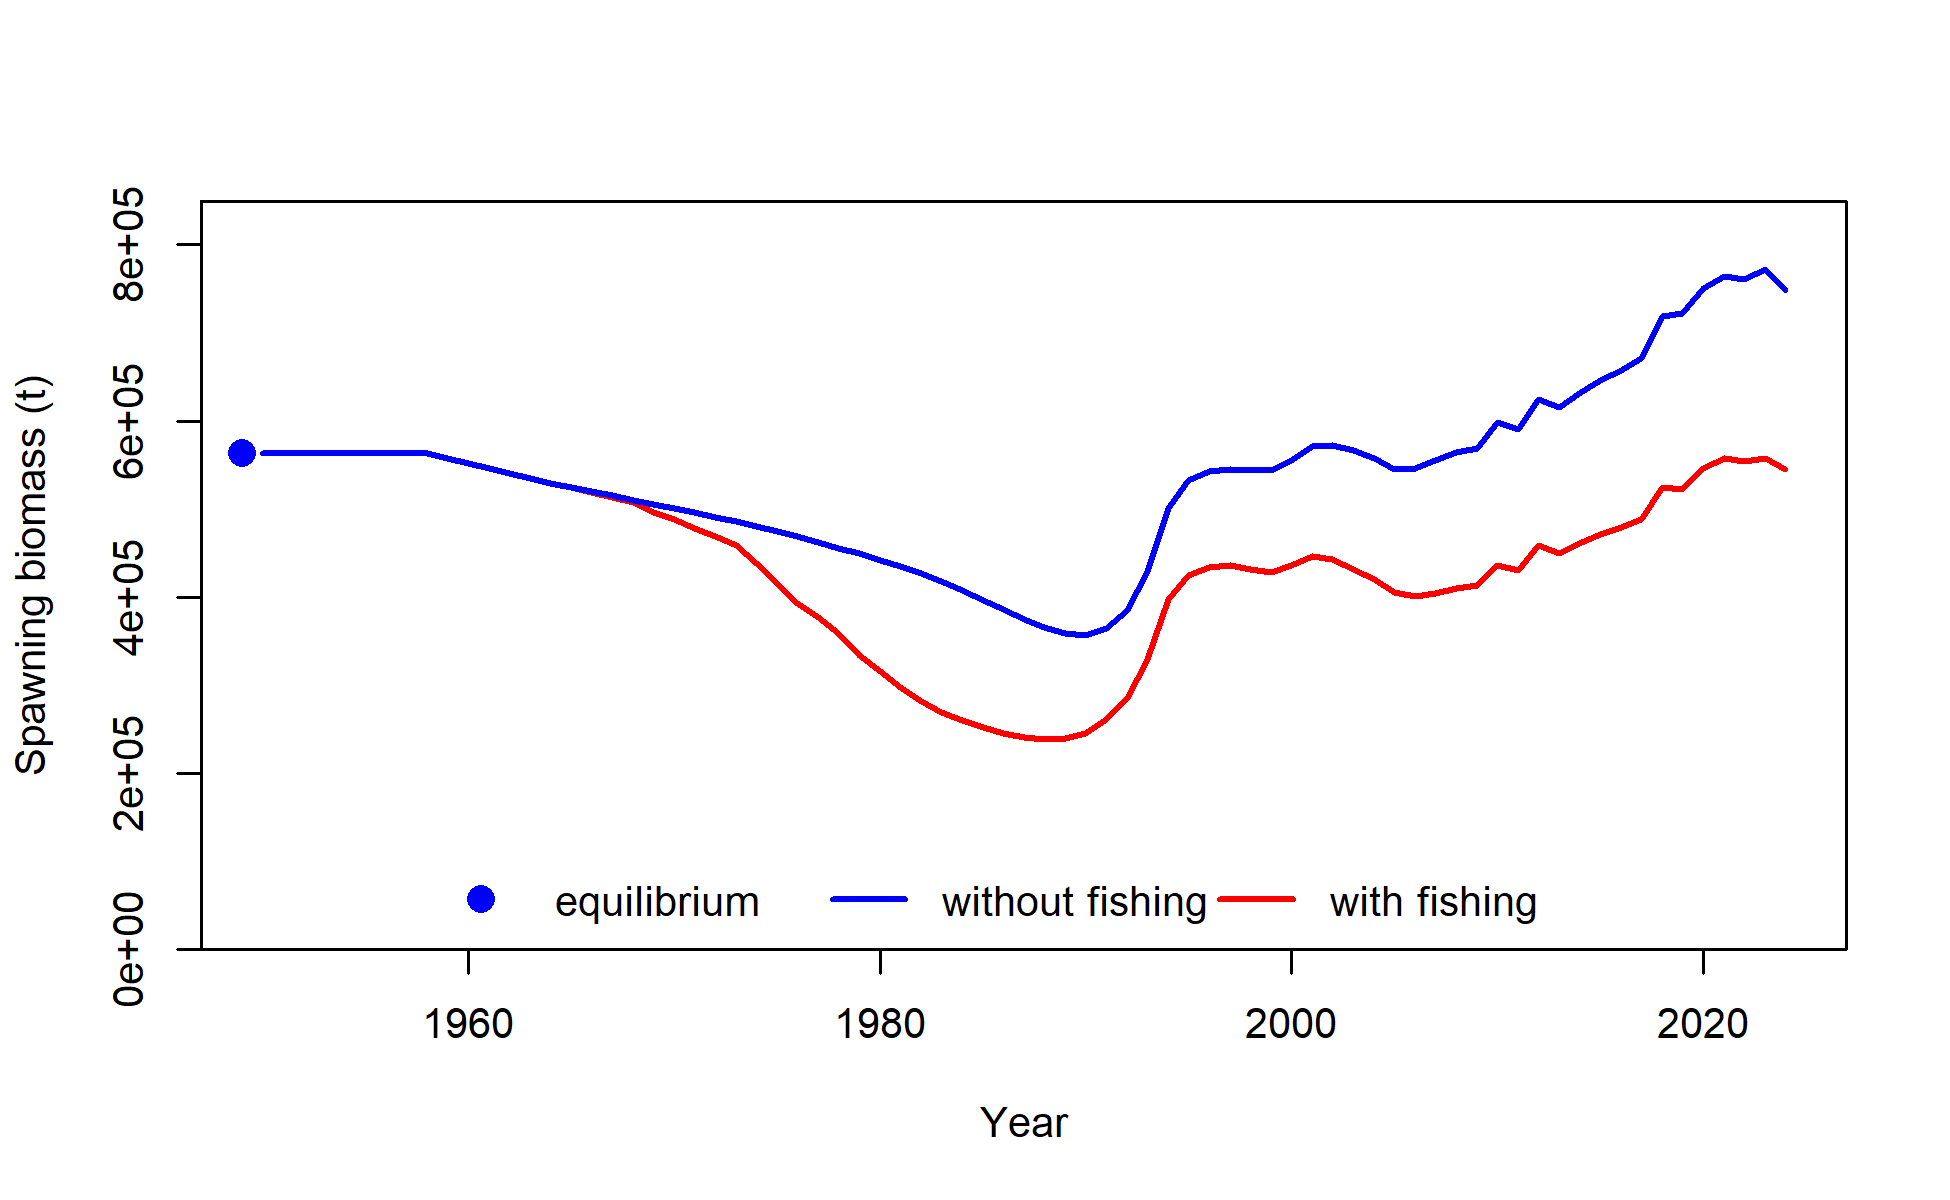 Spawning biomass (t)
8e+05
6e+05
4e+05
2e+05
0e+00
equilibrium without fishing with fishing
1960 1980 2000 2020
Year